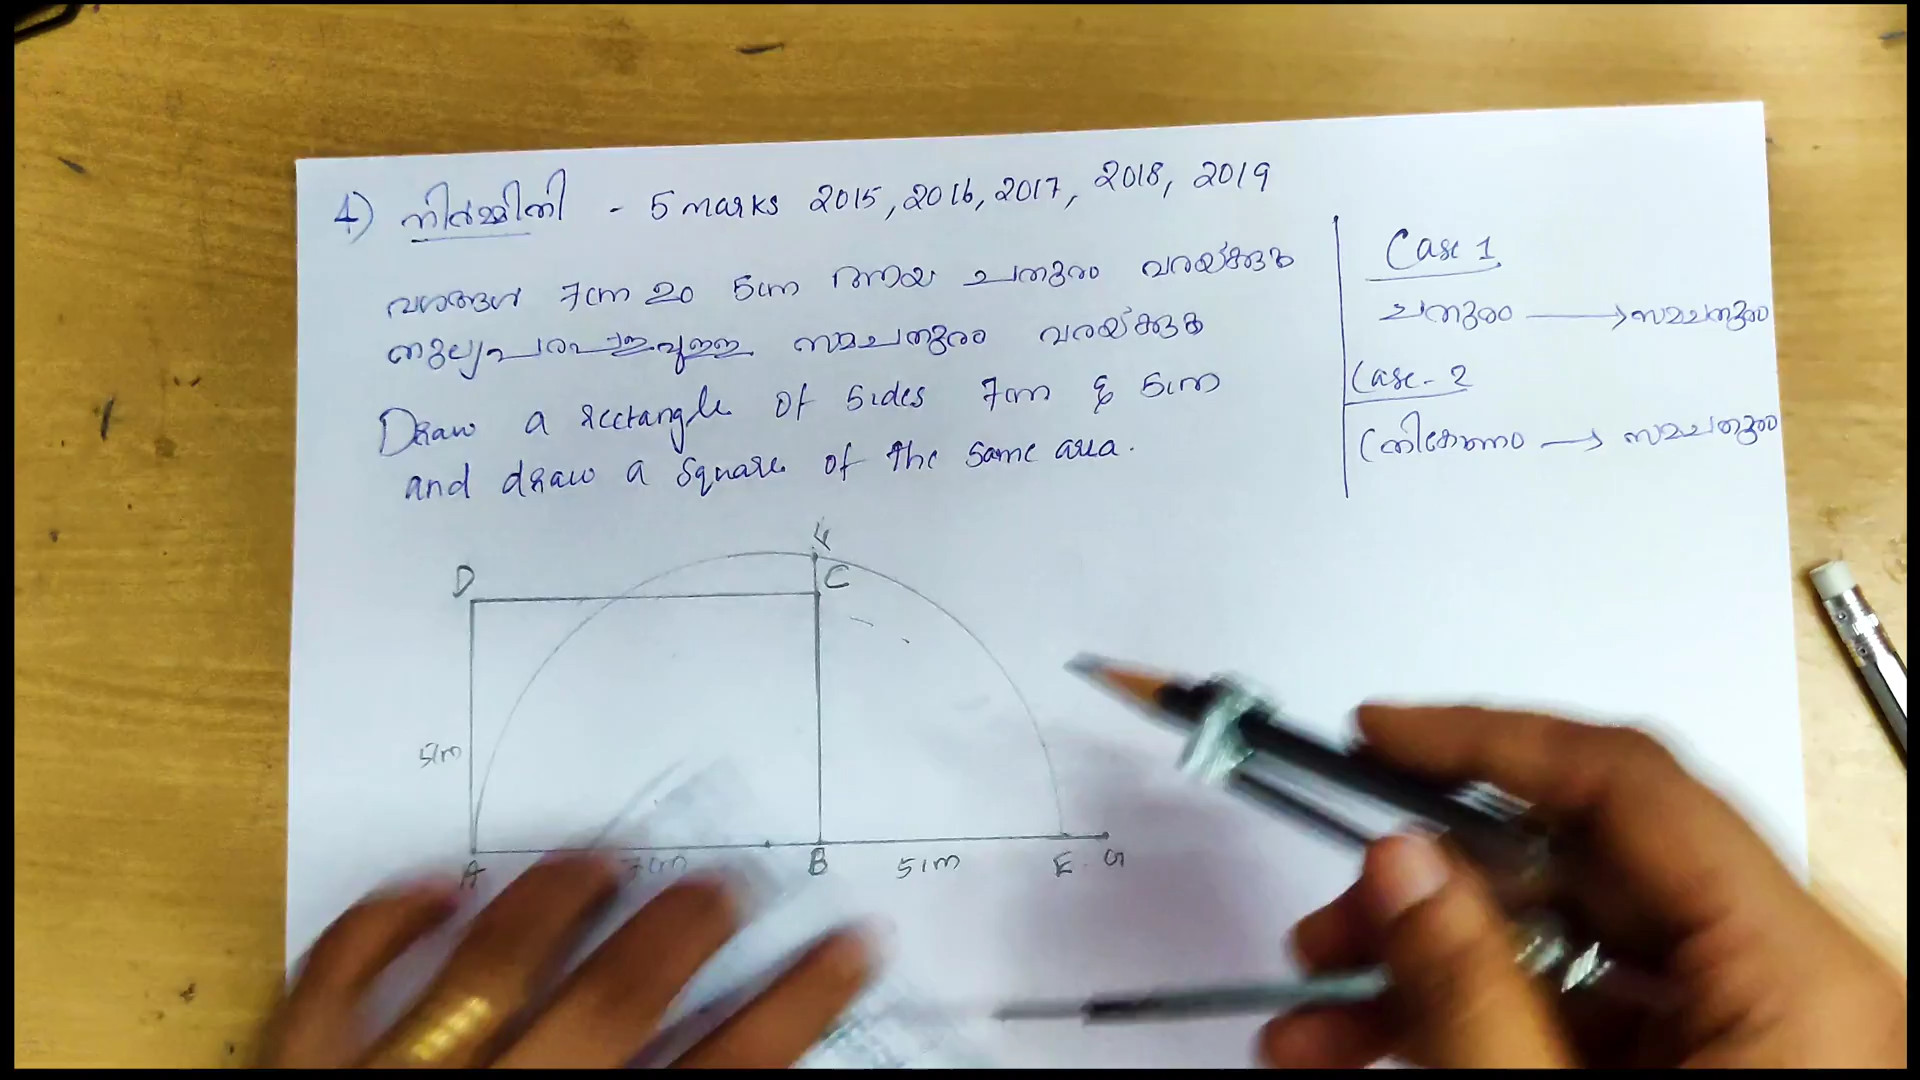 4) നിർമ്മിതി - 5 marks 2015, 2016, 2017, 2018, 2019
വശങ്ങൾ 7cm ഉം 5cm ആയ ചതുരം വരയ്ക്കുക
തുല്യപരപ്പളവുള്ള സമചതുരം വരയ്ക്കുക
Draw a rectangle of sides 7cm & 5cm
and draw a square of the same area.
Case 1
ചതുരം → സമചതുരം
Case - 2
ത്രികോണം → സമചതുരം
D
C
5cm
A
7cm
B
5cm
E
G